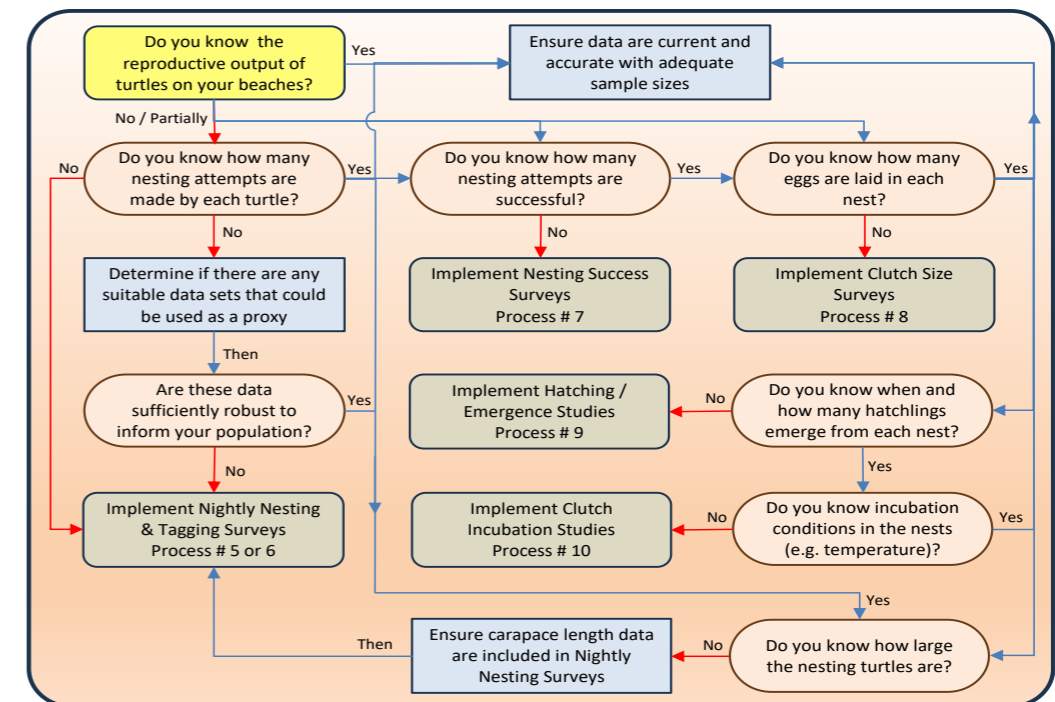 Do you know the
reproductive output of
turtles on your beaches?
Yes
Ensure data are current and
accurate with adequate
sample sizes
No / Partially
No
Do you know how many
nesting attempts are
made by each turtle?
Yes
Do you know how many
nesting attempts are
successful?
Yes
Do you know how many
eggs are laid in each
nest?
Yes
No
No
No
Determine if there are any
suitable data sets that could
be used as a proxy
Implement Nesting Success
Surveys
Process # 7
Implement Clutch Size
Surveys
Process # 8
Then
Are these data
sufficiently robust to
inform your population?
Yes
Implement Hatching /
Emergence Studies
Process # 9
No
Do you know when and
how many hatchlings
emerge from each nest?
No
Yes
Implement Nightly Nesting
& Tagging Surveys
Process # 5 or 6
Implement Clutch
Incubation Studies
Process # 10
No
Do you know incubation
conditions in the nests
(e.g. temperature)?
Yes
Yes
Then
Ensure carapace length data
are included in Nightly
Nesting Surveys
No
Do you know how large
the nesting turtles are?